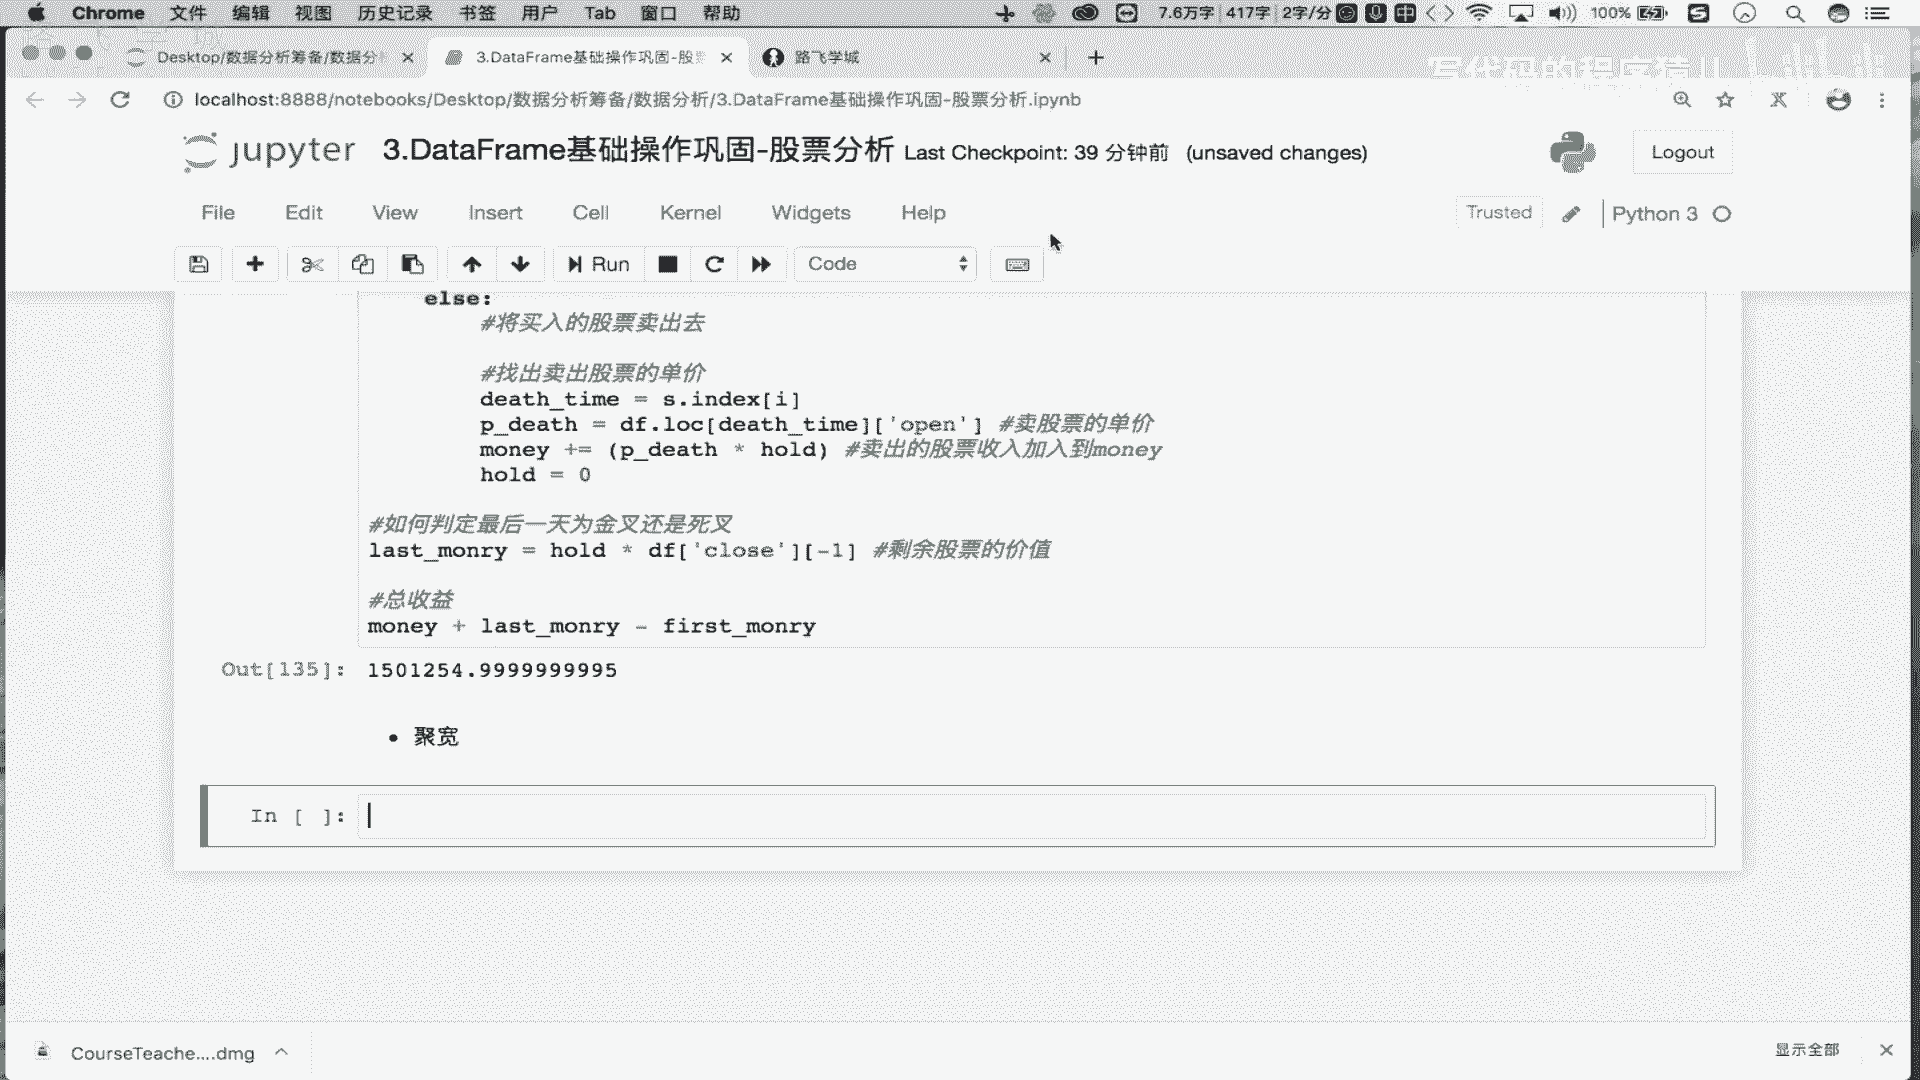 Chrome 文件 编辑 视图 历史记录 书签 用户 Tab 窗口 帮助 7.6万字 417字 2字/分 中 100%
Desktop/数据分析筹备/数据分 3.DataFrame基础操作巩固-股 路飞学城
写代码的程序猿儿 bilibili
localhost:8888/notebooks/Desktop/数据分析筹备/数据分析/3.DataFrame基础操作巩固-股票分析.ipynb
jupyter 3.DataFrame基础操作巩固-股票分析 Last Checkpoint: 39 分钟前 (unsaved changes) Logout
File Edit View Insert Cell Kernel Widgets Help Trusted Python 3
Run Code
else:
#将买入的股票卖出去
#找出卖出股票的单价
death_time = s.index[i]
p_death = df.loc[death_time]['open'] #卖股票的单价
money += (p_death * hold) #卖出的股票收入加入到money
hold = 0
#如何判定最后一天为金叉还是死叉
last_monry = hold * df['close'][-1] #剩余股票的价值
#总收益
money + last_monry - first_monry
Out[135]: 1501254.9999999995
• 聚宽
In [ ]:
CourseTeache....dmg 显示全部